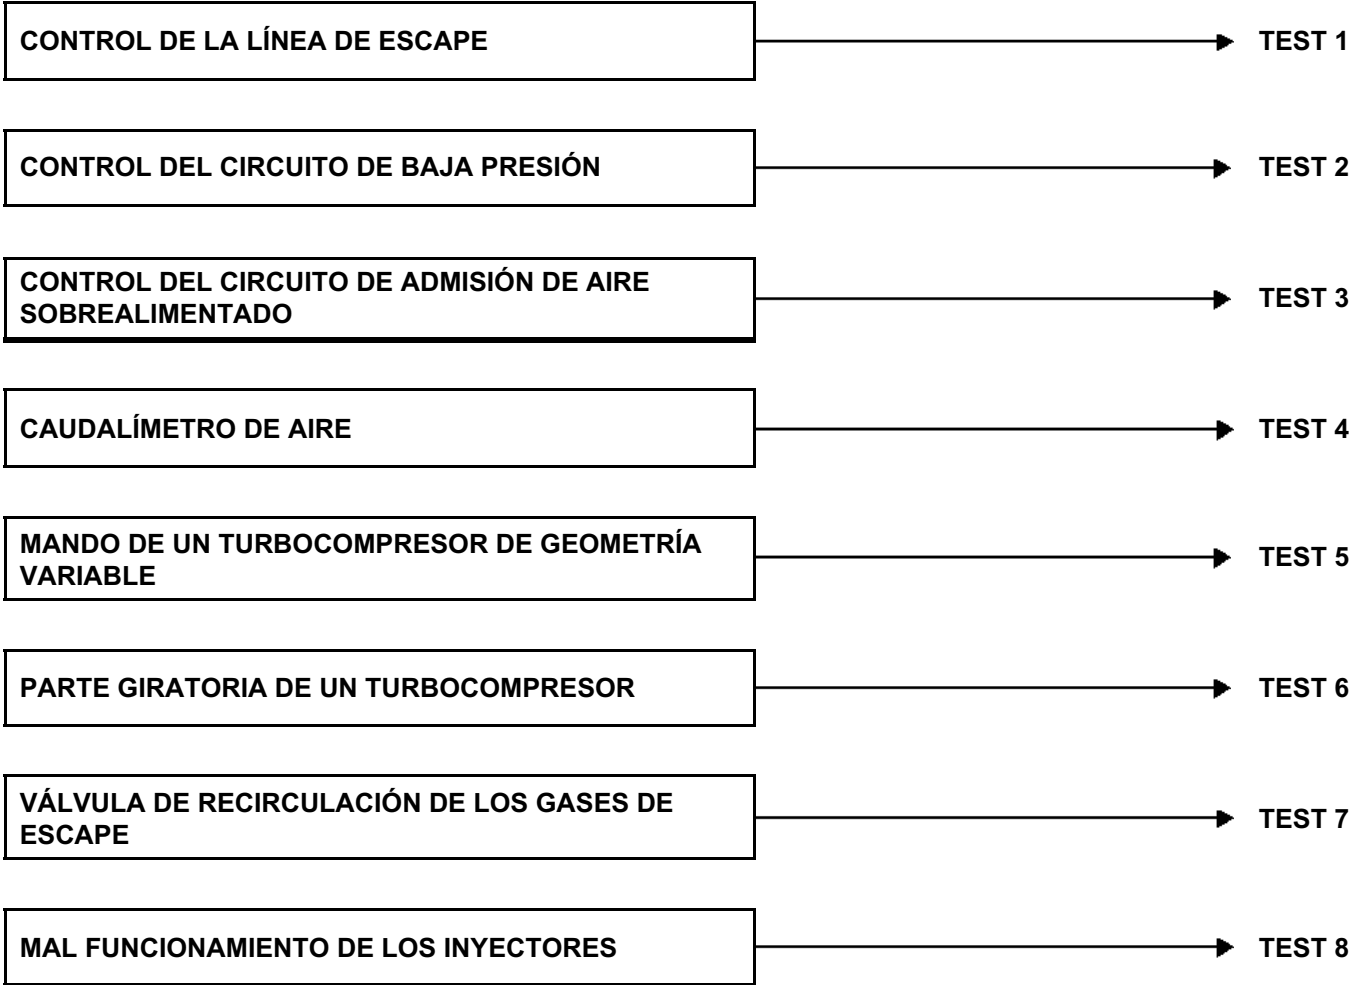 CONTROL DE LA LÍNEA DE ESCAPE
TEST 1
CONTROL DEL CIRCUITO DE BAJA PRESIÓN
TEST 2
CONTROL DEL CIRCUITO DE ADMISIÓN DE AIRE
SOBREALIMENTADO
TEST 3
CAUDALÍMETRO DE AIRE
TEST 4
MANDO DE UN TURBOCOMPRESOR DE GEOMETRÍA
VARIABLE
TEST 5
PARTE GIRATORIA DE UN TURBOCOMPRESOR
TEST 6
VÁLVULA DE RECIRCULACIÓN DE LOS GASES DE
ESCAPE
TEST 7
MAL FUNCIONAMIENTO DE LOS INYECTORES
TEST 8